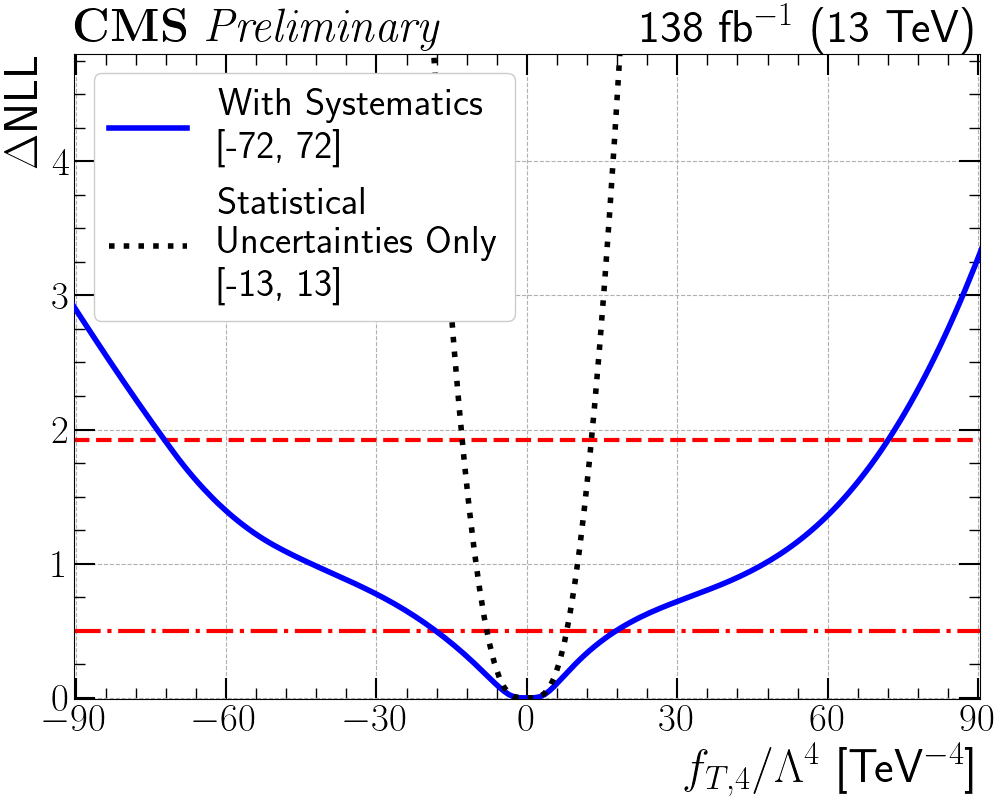 CMS Preliminary 138 fb⁻¹ (13 TeV)
ΔNLL
With Systematics
[-72, 72]
Statistical
Uncertainties Only
[-13, 13]
4
3
2
1
0
−90 −60 −30 0 30 60 90
f_{T,4}/Λ⁴ [TeV⁻⁴]